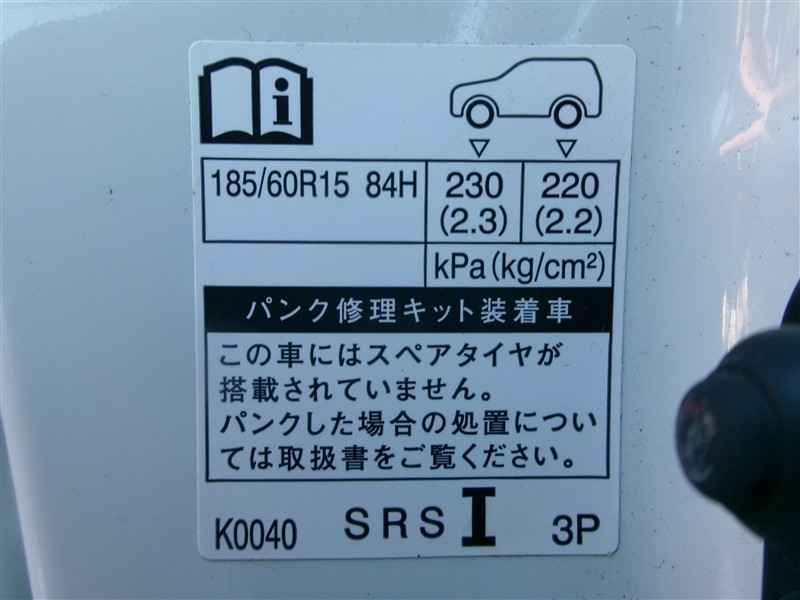 i
185/60R15 84H 230 220
(2.3) (2.2)
kPa(kg/cm²)
パンク修理キット装着車
この車にはスペアタイヤが
搭載されていません。
パンクした場合の処置につい
ては取扱書をご覧ください。
K0040 SRS I 3P